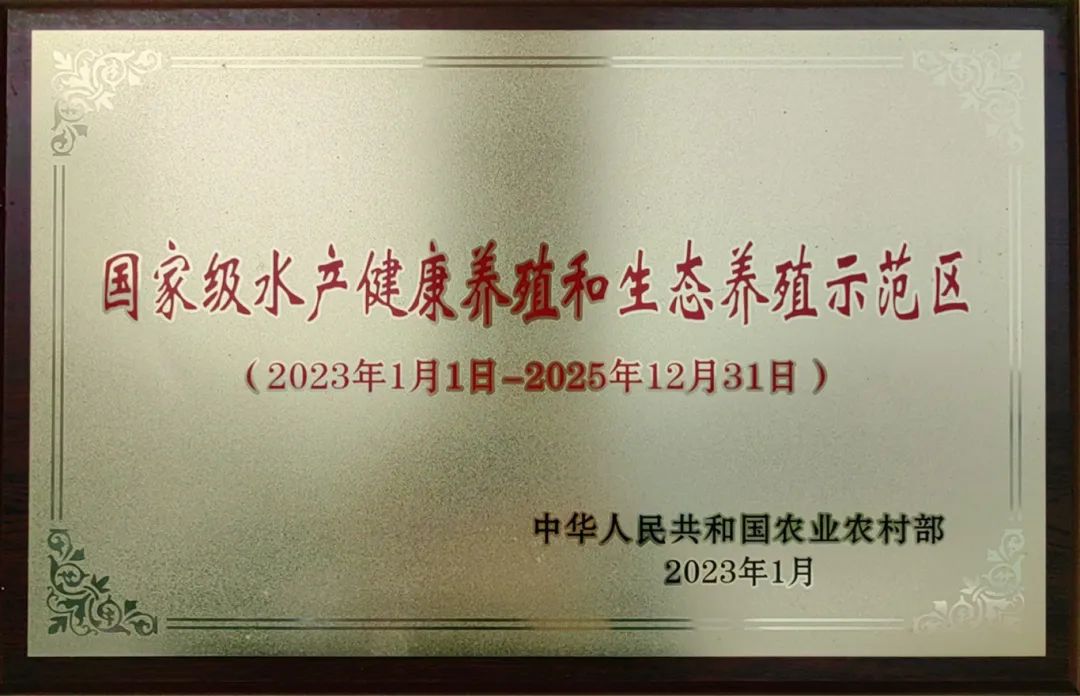 国家级水产健康养殖和生态养殖示范区
（2023年1月1日-2025年12月31日）
中华人民共和国农业农村部
2023年1月